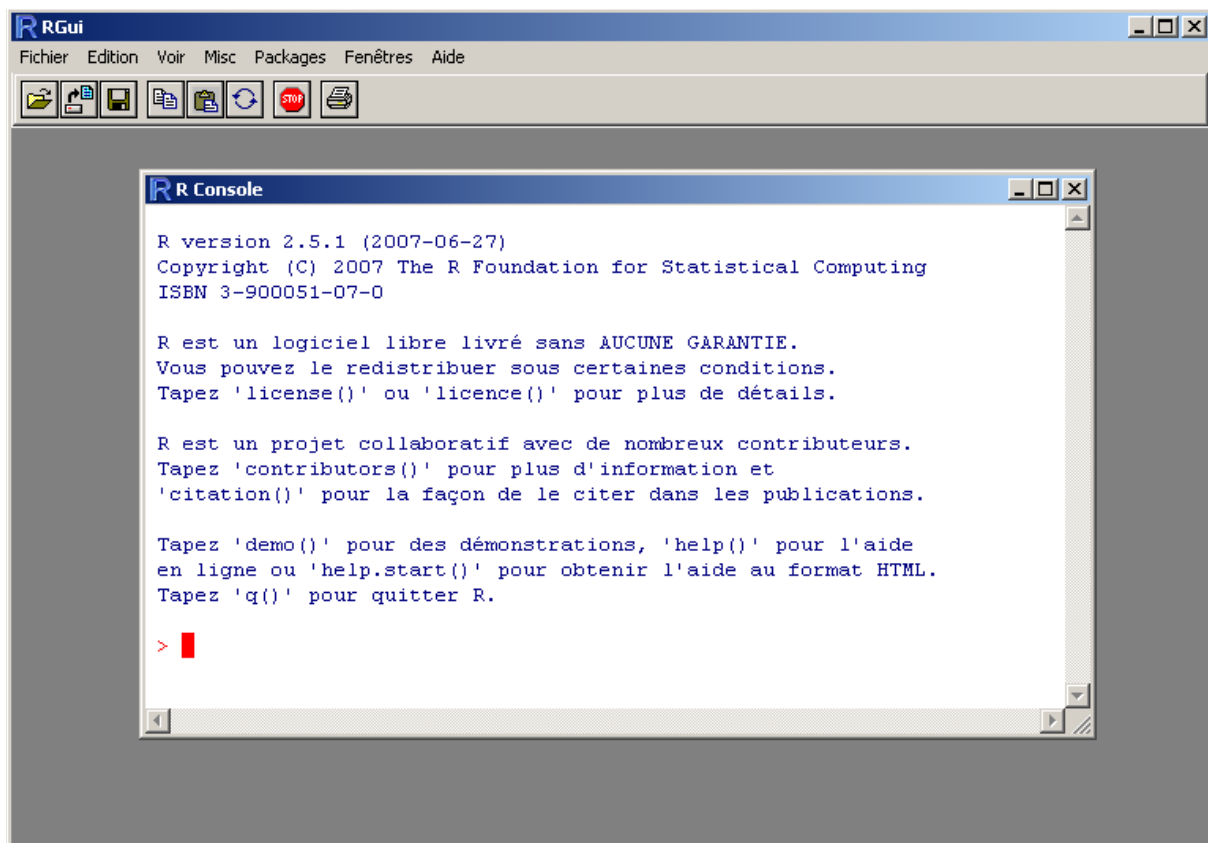 RGui
Fichier Edition Voir Misc Packages Fenêtres Aide
STOP
R Console
R version 2.5.1 (2007-06-27)
Copyright (C) 2007 The R Foundation for Statistical Computing
ISBN 3-900051-07-0
R est un logiciel libre livré sans AUCUNE GARANTIE.
Vous pouvez le redistribuer sous certaines conditions.
Tapez 'license()' ou 'licence()' pour plus de détails.
R est un projet collaboratif avec de nombreux contributeurs.
Tapez 'contributors()' pour plus d'information et
'citation()' pour la façon de le citer dans les publications.
Tapez 'demo()' pour des démonstrations, 'help()' pour l'aide
en ligne ou 'help.start()' pour obtenir l'aide au format HTML.
Tapez 'q()' pour quitter R.
>